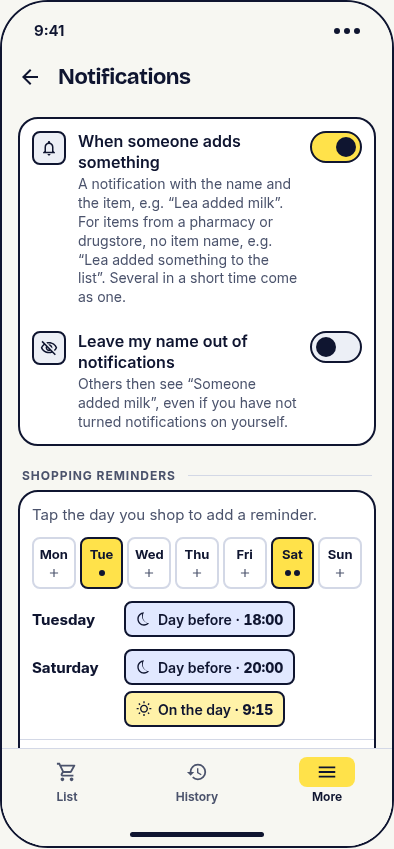 9:41
Notifications
When someone adds
something
A notification with the name and
the item, e.g. “Lea added milk”.
For items from a pharmacy or
drugstore, no item name, e.g.
“Lea added something to the
list”. Several in a short time come
as one.
Leave my name out of
notifications
Others then see “Someone
added milk”, even if you have not
turned notifications on yourself.
SHOPPING REMINDERS
Tap the day you shop to add a reminder.
Mon Tue Wed Thu Fri Sat Sun
Tuesday Day before · 18:00
Saturday Day before · 20:00
On the day · 9:15
List History More